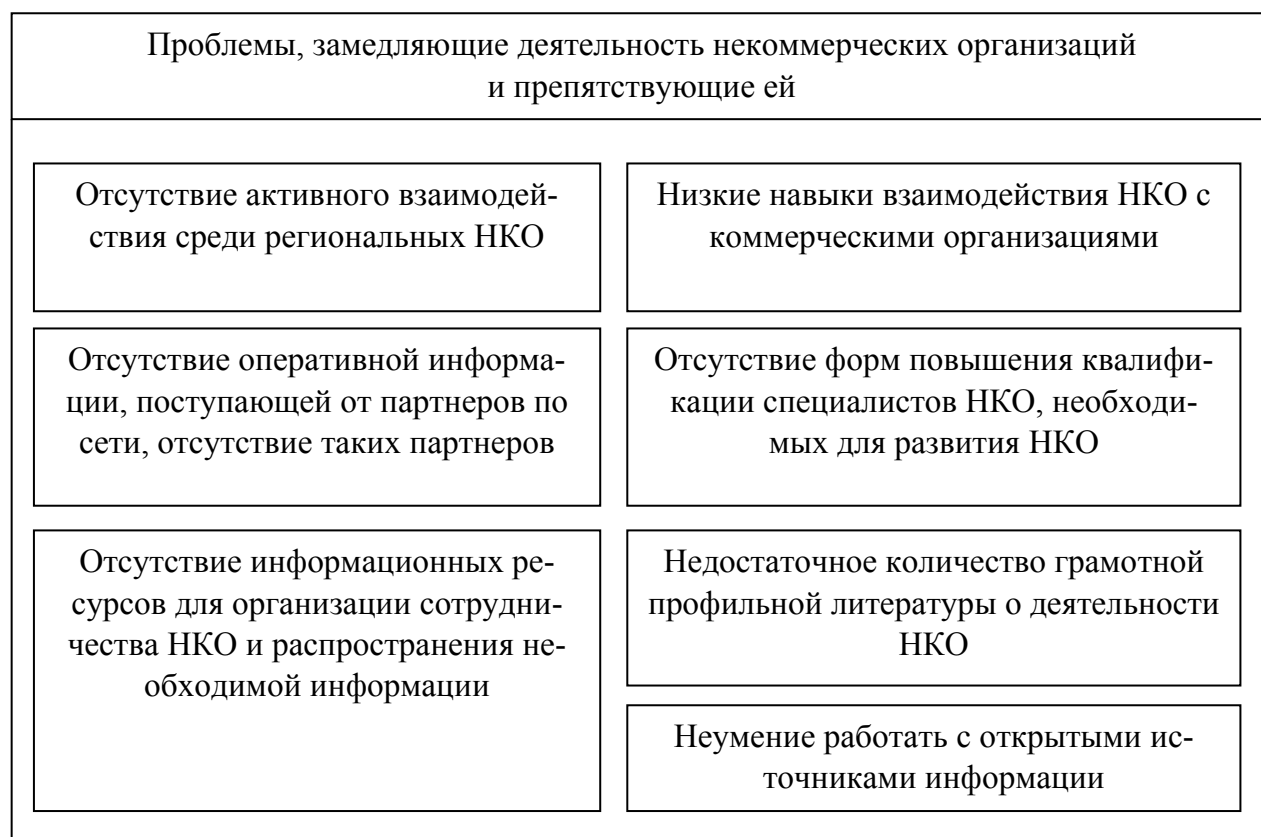 Проблемы, замедляющие деятельность некоммерческих организаций
и препятствующие ей
Отсутствие активного взаимодей-
ствия среди региональных НКО
Низкие навыки взаимодействия НКО с
коммерческими организациями
Отсутствие оперативной информа-
ции, поступающей от партнеров по
сети, отсутствие таких партнеров
Отсутствие форм повышения квалифи-
кации специалистов НКО, необходи-
мых для развития НКО
Отсутствие информационных ре-
сурсов для организации сотрудни-
чества НКО и распространения не-
обходимой информации
Недостаточное количество грамотной
профильной литературы о деятельности
НКО
Неумение работать с открытыми ис-
точниками информации